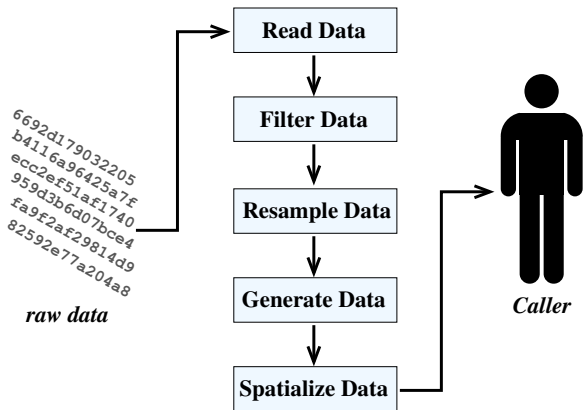 Read Data
Filter Data
Resample Data
Generate Data
Spatialize Data
6692d179032205
b4116a96425a7f
ecc2ef51af1740
959d3b6d07bce4
fa9f2af29814d9
82592e77a204a8
raw data
Caller